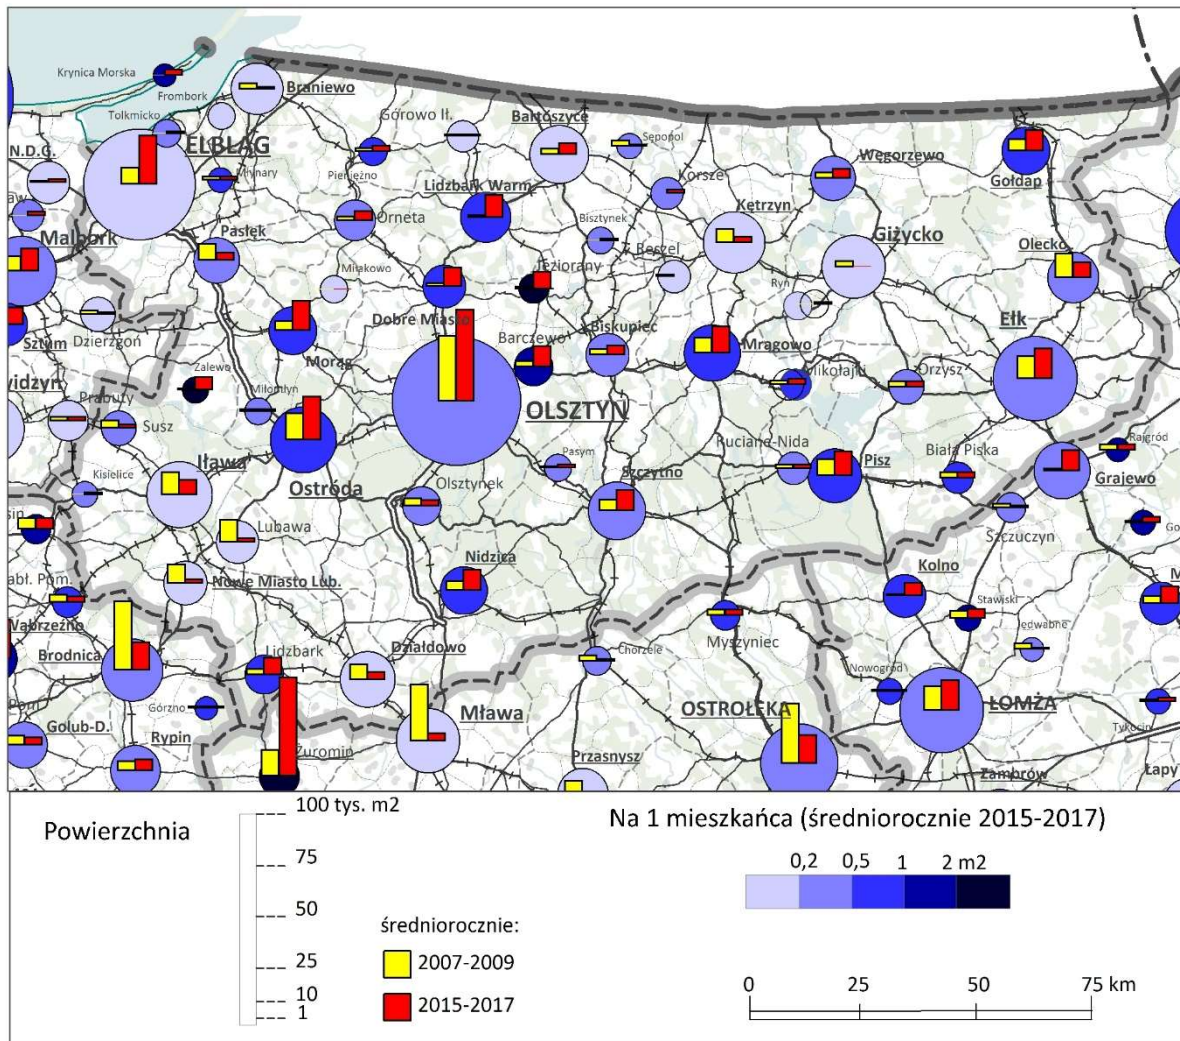 Krynica Morska
Frombork
Braniewo
Tolkmicko
Górowo Ił.
Bartoszyce
ELBLĄG
Sępopol
N.D.G.
Młynary
Pieniężno
Węgorzewo
Gołdap
Lidzbark Warm.
Korsze
Kętrzyn
Malbork
Pasłęk
Orneta
Bisztynek
Reszel
Giżycko
Olecko
Miłakowo
Jeziorany
Ryn
Dzierzgoń
Sztum
Dobre Miasto
Biskupiec
Ełk
Morąg
Barczewo
Mrągowo
Zalewo
Mikołajki
Orzysz
widzyn
Prabuty
Miłomłyn
OLSZTYN
Susz
Ruciane-Nida
Biała Piska
Rajgród
Kisielice
Iława
Ostróda
Pasym
Szczytno
Pisz
Grajewo
Olsztynek
sin
Lubawa
Szczuczyn
Go
Nidzica
Kolno
abł. Pom.
Nowe Miasto Lub.
M
Stawiski
Wąbrzeźno
Myszyniec
Jedwabne
Brodnica
Lidzbark
Działdowo
Chorzele
Nowogród
Pom
Górzno
Mława
OSTROŁĘKA
ŁOMŻA
Tykocin
Golub-D.
Rypin
Żuromin
Przasnysz
Zambrów
Łapy
Powierzchnia
100 tys. m2
75
50
25
10
1
średniorocznie:
2007-2009
2015-2017
Na 1 mieszkańca (średniorocznie 2015-2017)
0,2 0,5 1 2 m2
0 25 50 75 km